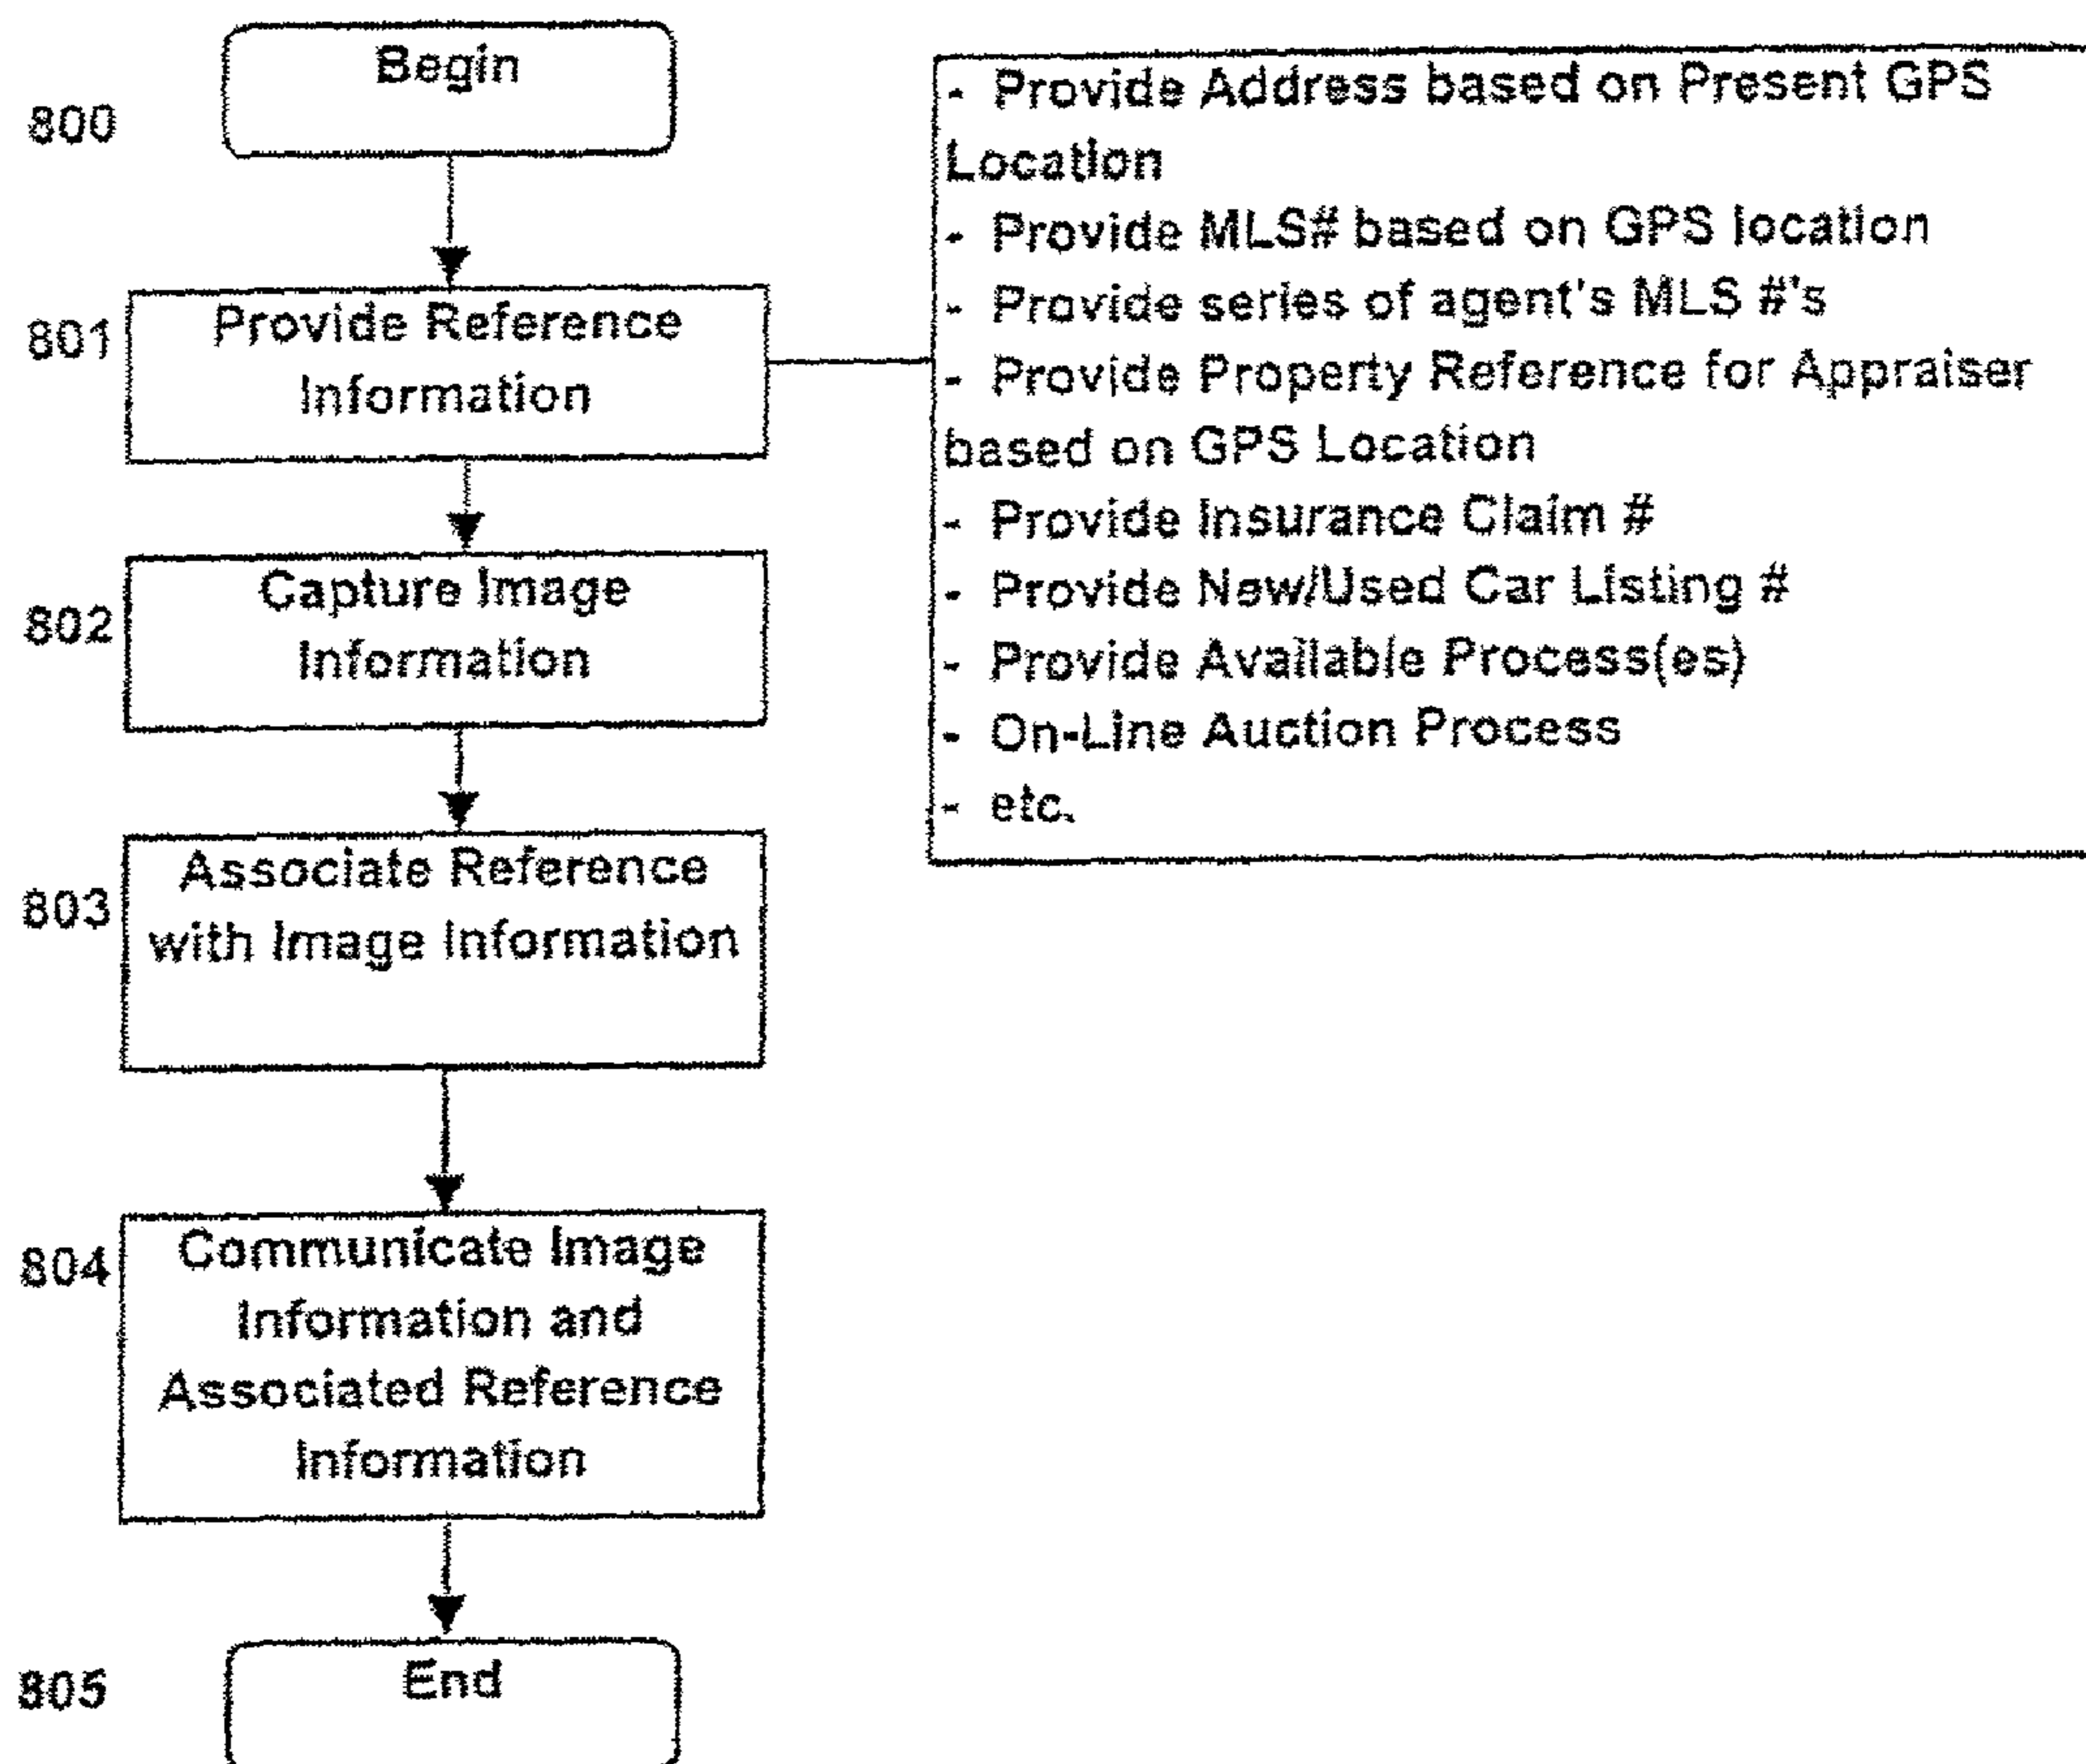 Begin
800
801
Provide Reference
Information
802
Capture Image
Information
803
Associate Reference
with Image Information
804
Communicate Image
Information and
Associated Reference
Information
805
End
- Provide Address based on Present GPS
Location
- Provide MLS# based on GPS location
- Provide series of agent's MLS #'s
- Provide Property Reference for Appraiser
based on GPS Location
- Provide Insurance Claim #
- Provide New/Used Car Listing #
- Provide Available Process(es)
- On-Line Auction Process
- etc.